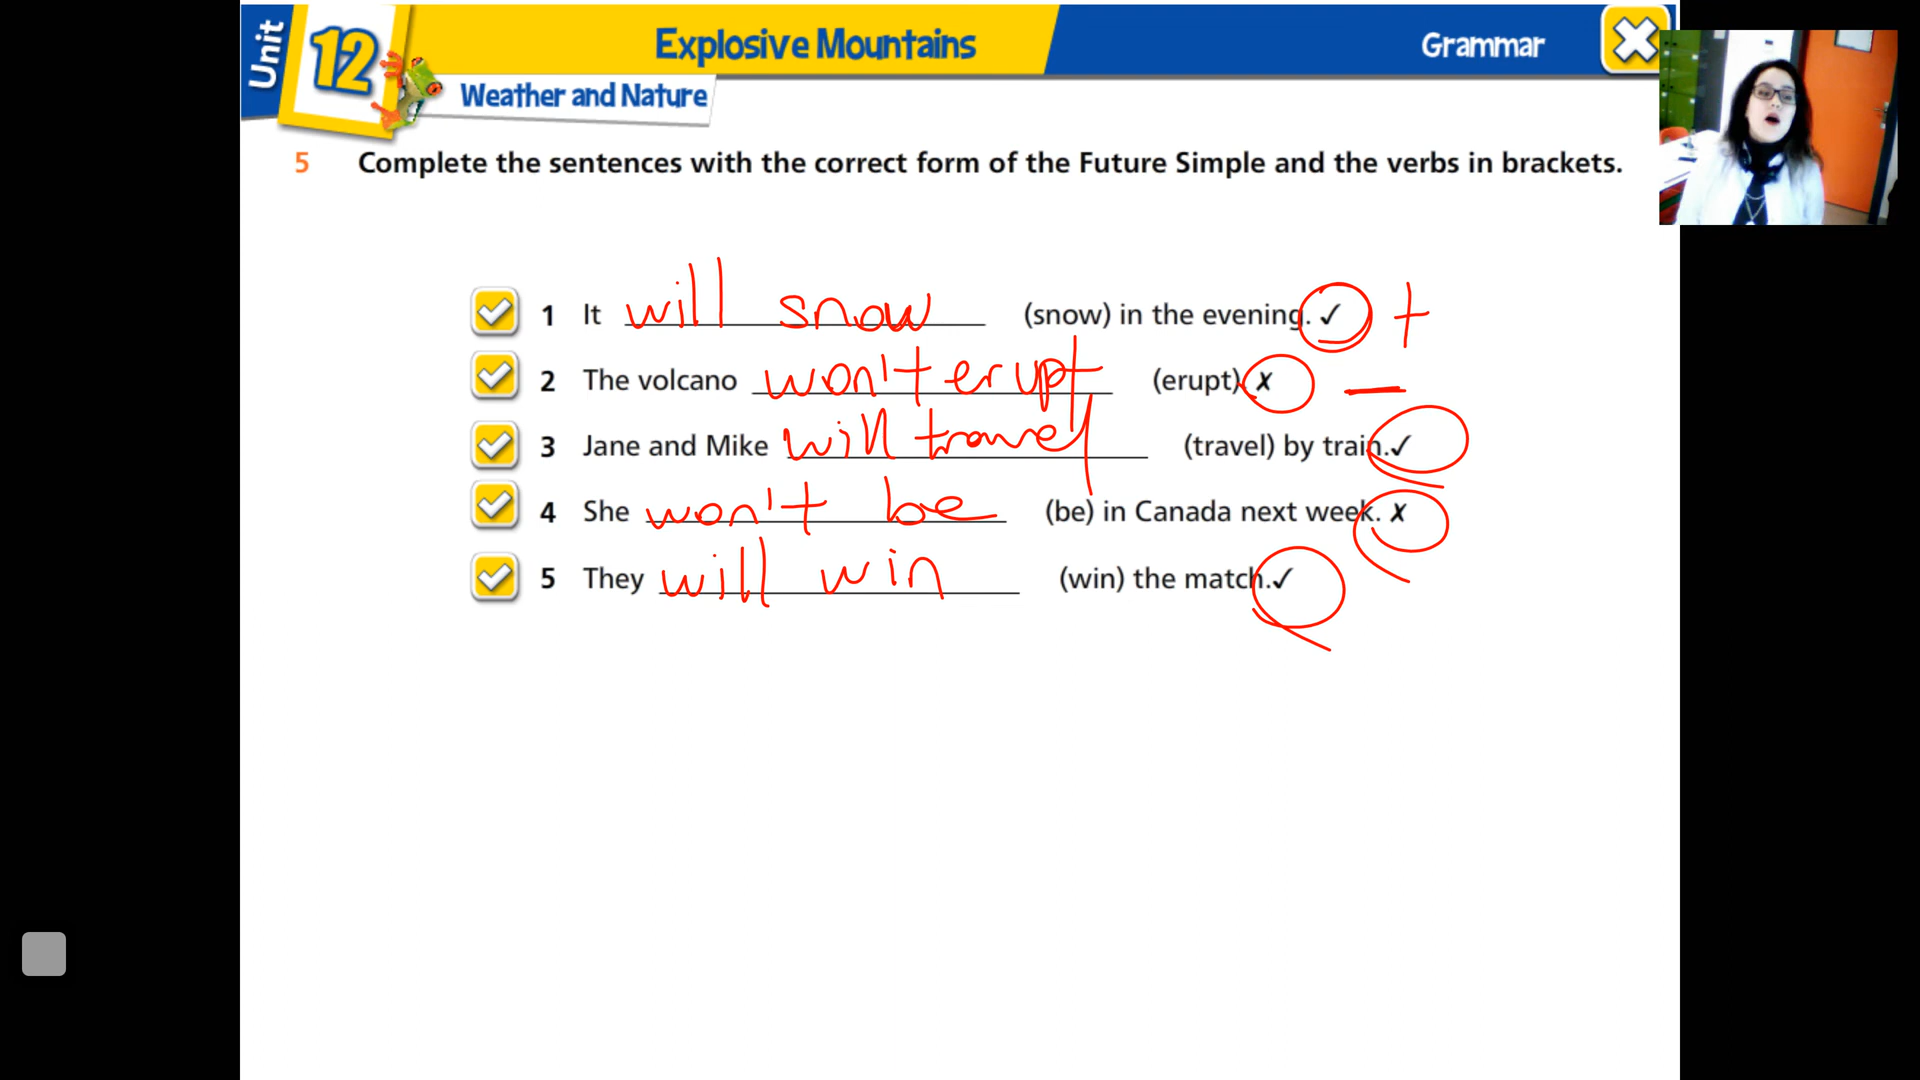 Unit 12 Explosive Mountains Grammar
Weather and Nature
5 Complete the sentences with the correct form of the Future Simple and the verbs in brackets.
1 It will snow (snow) in the evening. ✓ +
2 The volcano won't erupt (erupt) ✗ –
3 Jane and Mike will travel (travel) by train. ✓
4 She won't be (be) in Canada next week. ✗
5 They will win (win) the match. ✓